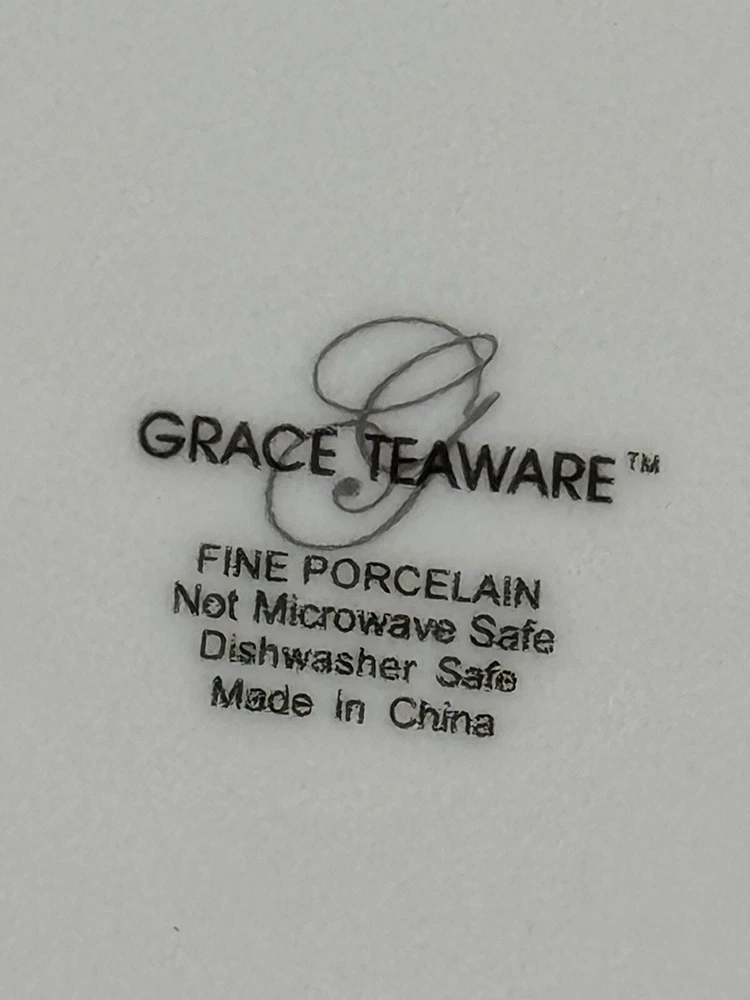 G
GRACE TEAWARE™
FINE PORCELAIN
Not Microwave Safe
Dishwasher Safe
Made in China